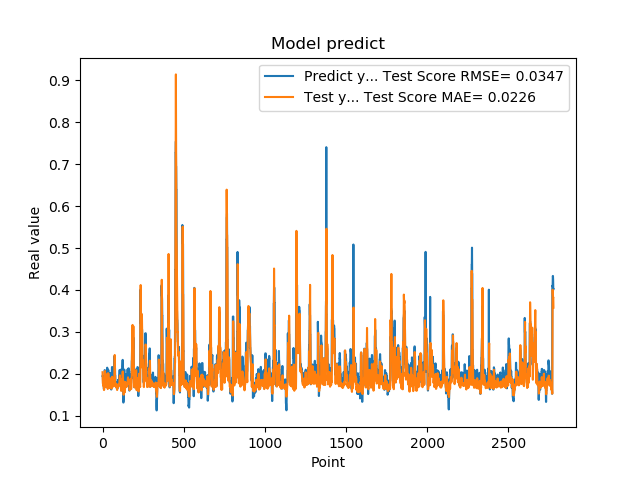 Model predict
Predict y... Test Score RMSE= 0.0347
Test y... Test Score MAE= 0.0226
0.9
0.8
0.7
0.6
0.5
0.4
0.3
0.2
0.1
Real value
0 500 1000 1500 2000 2500
Point